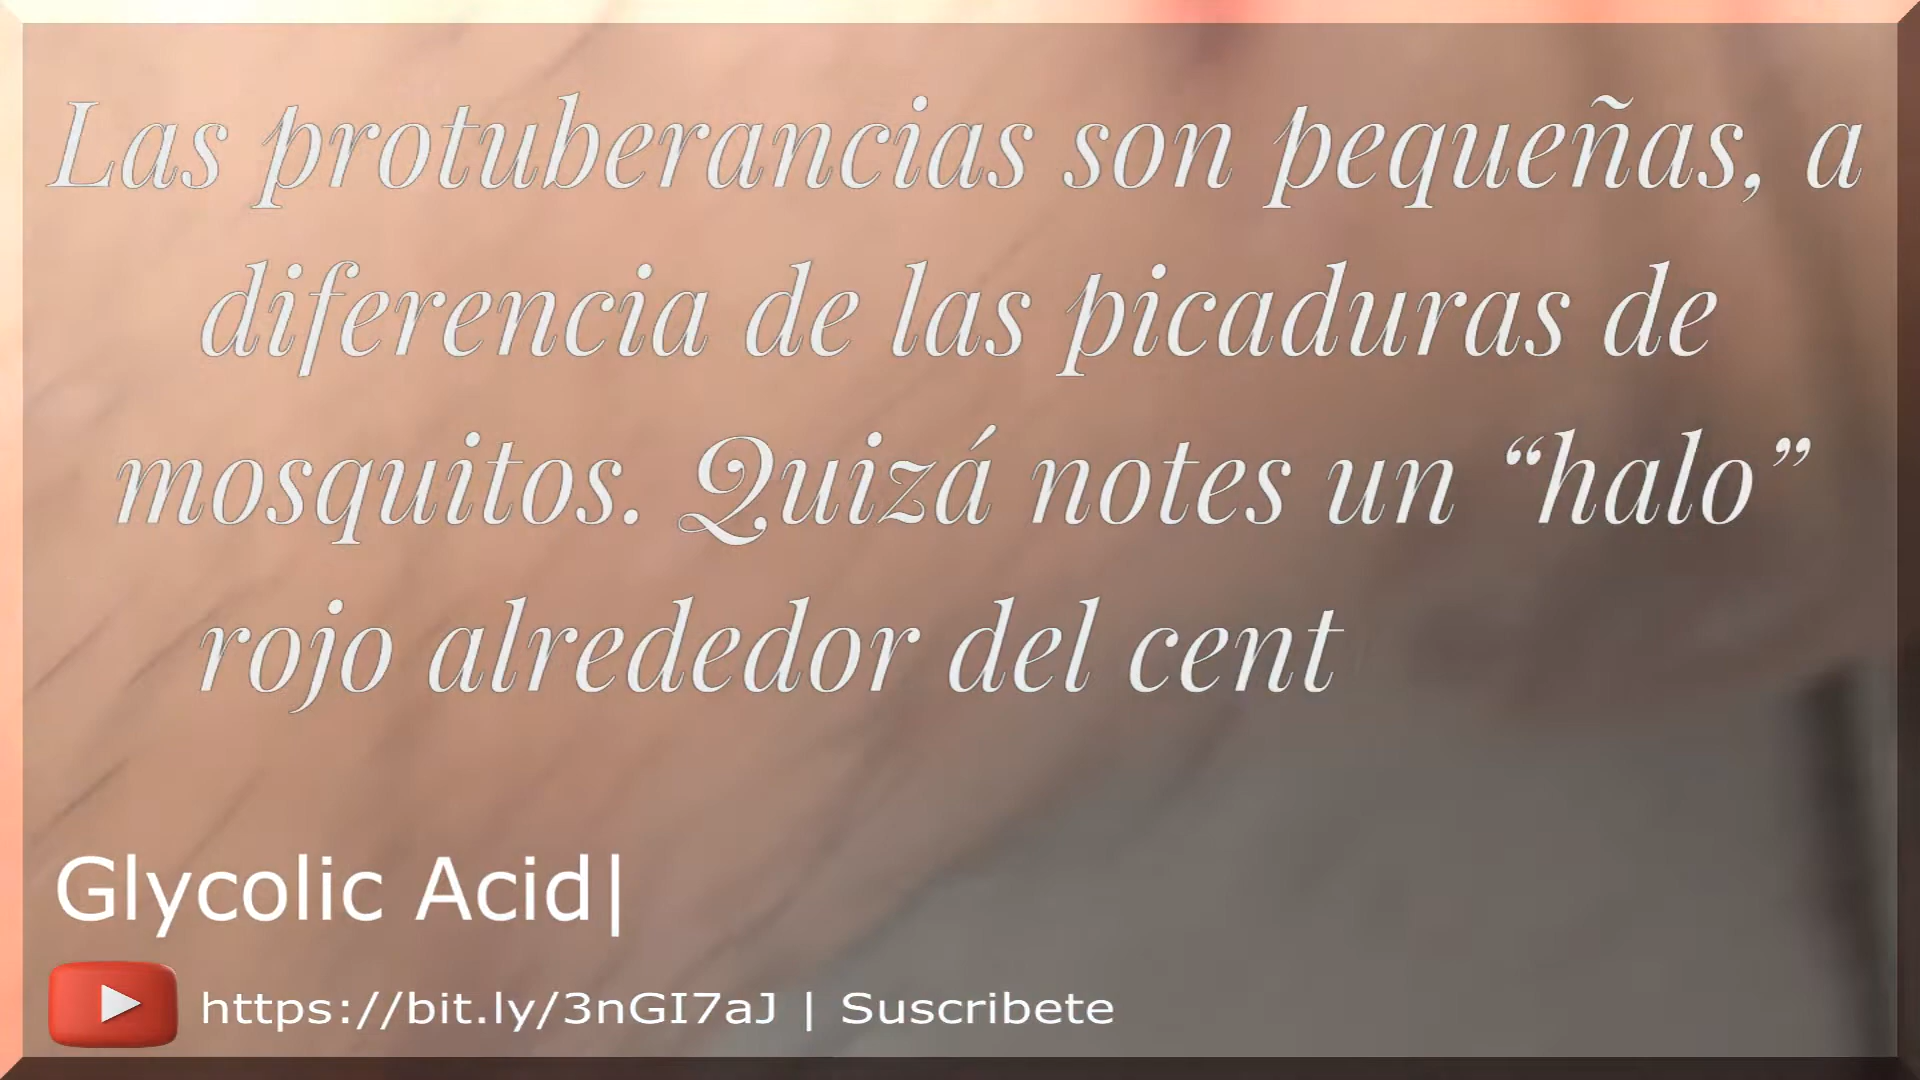 Las protuberancias son pequeñas, a
diferencia de las picaduras de
mosquitos. Quizá notes un “halo”
rojo alrededor del cent
Glycolic Acid|
https://bit.ly/3nGI7aJ | Suscribete